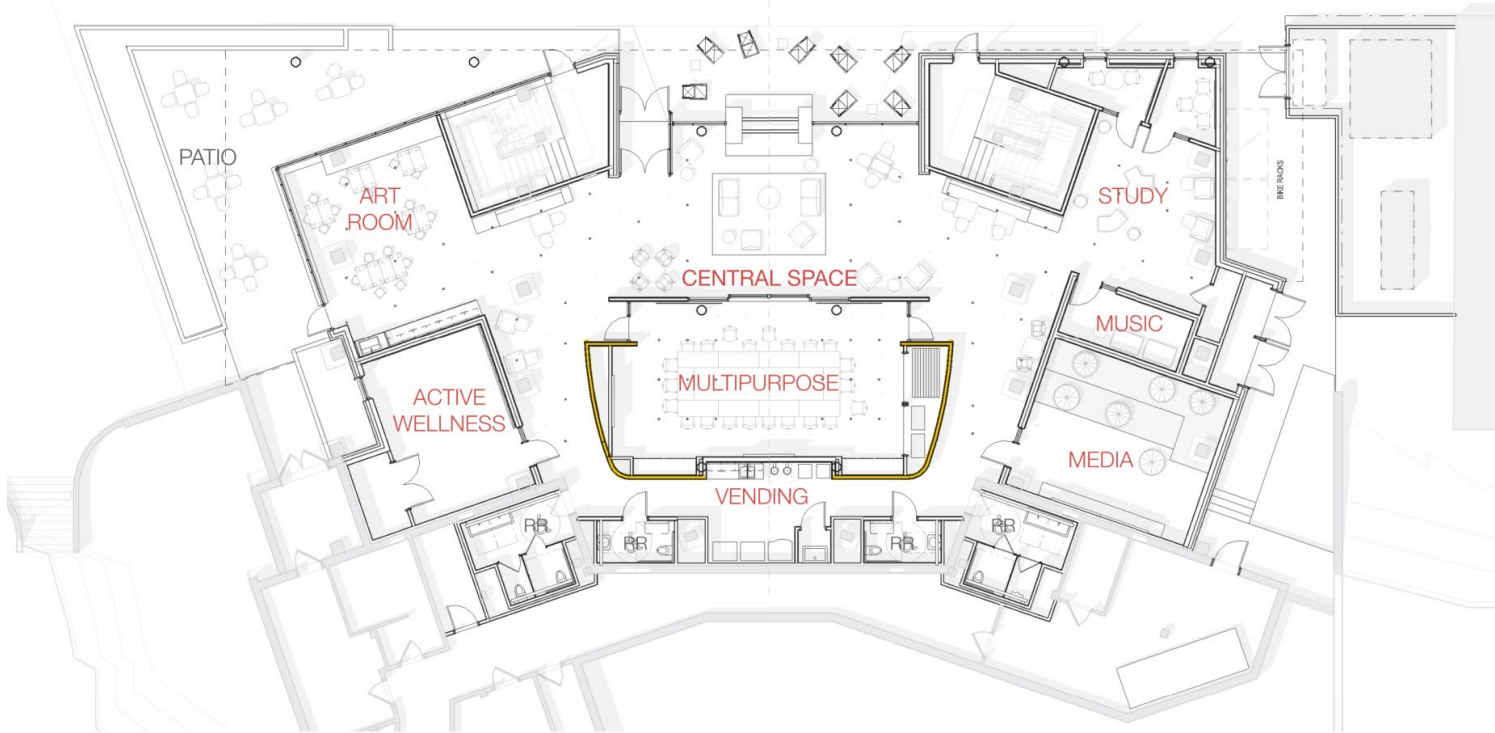 PATIO
ART
ROOM
STUDY
BIKE RACKS
CENTRAL SPACE
MUSIC
MULTIPURPOSE
ACTIVE
WELLNESS
MEDIA
VENDING
RR.
RR
RR.
RR.